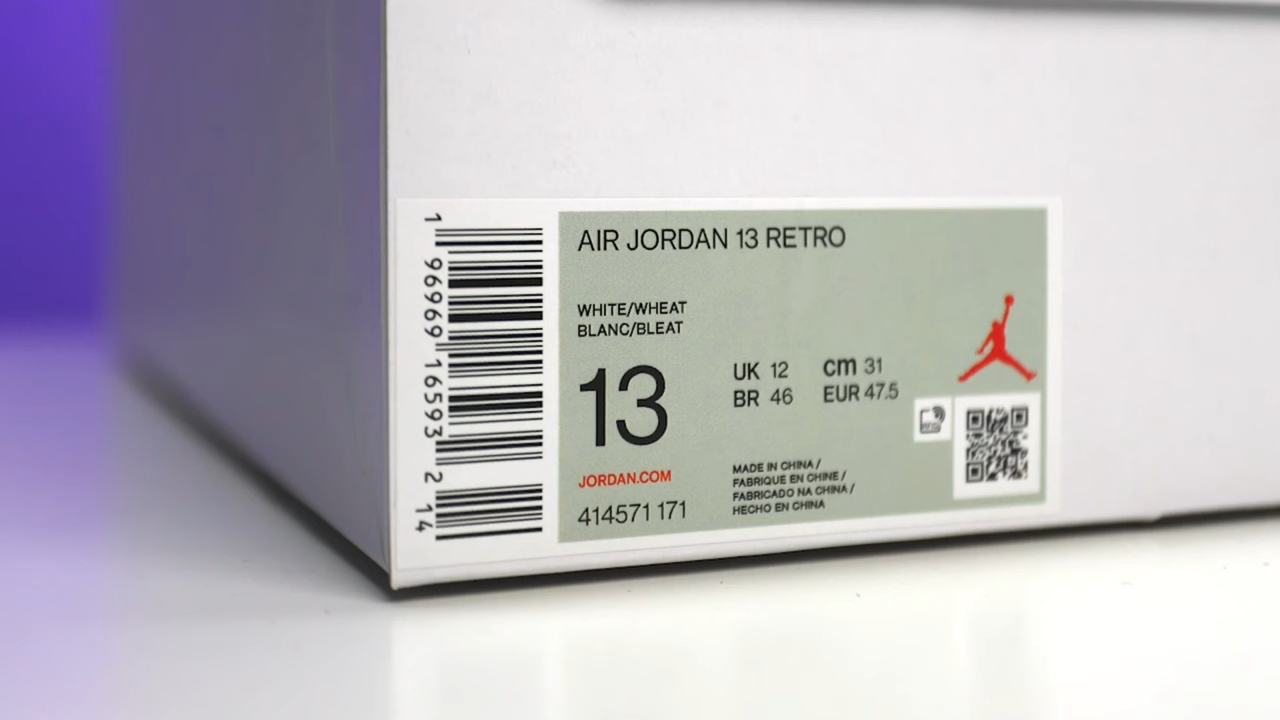 1 96969 16593 2 14
AIR JORDAN 13 RETRO
WHITE/WHEAT
BLANC/BLEAT
13
UK 12 cm 31
BR 46 EUR 47.5
JORDAN.COM
414571 171
MADE IN CHINA /
FABRIQUE EN CHINE /
FABRICADO NA CHINA /
HECHO EN CHINA